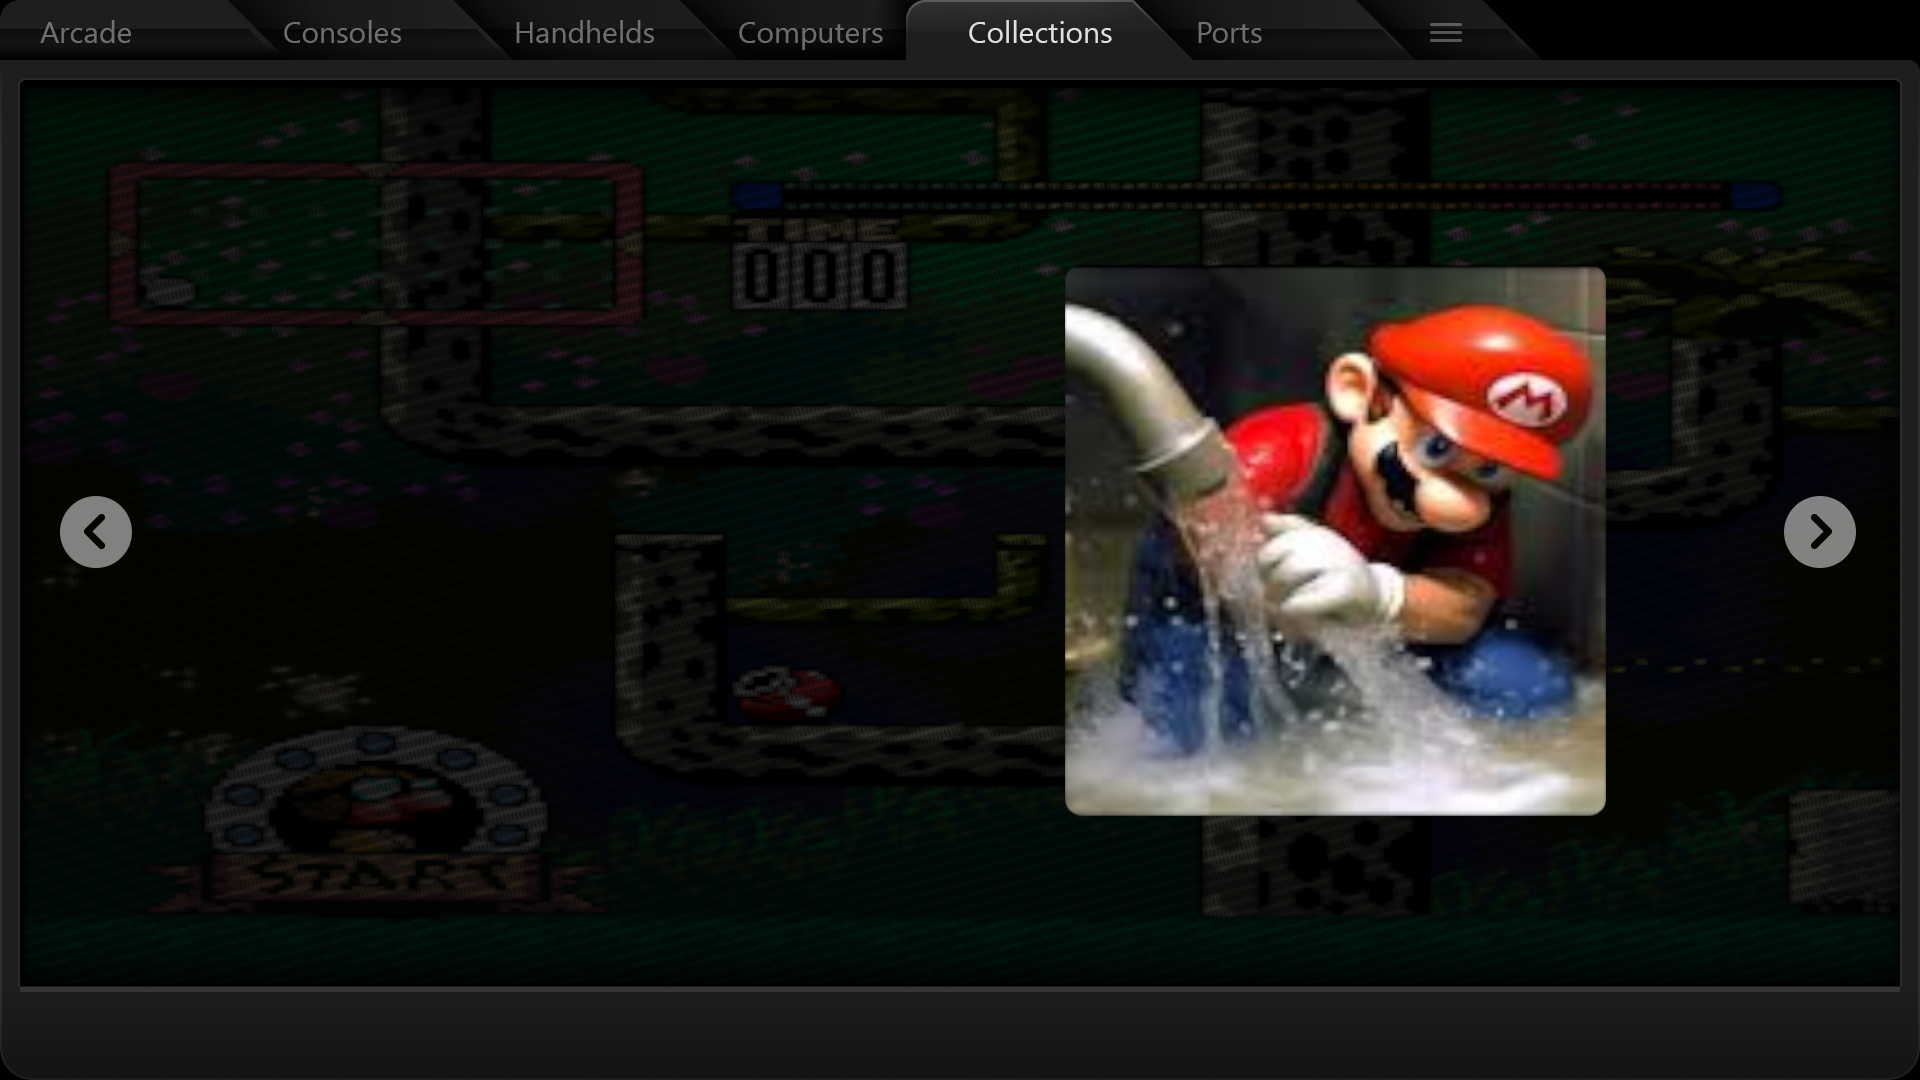 Arcade
Consoles
Handhelds
Computers
Collections
Ports
TIME
000
M
START